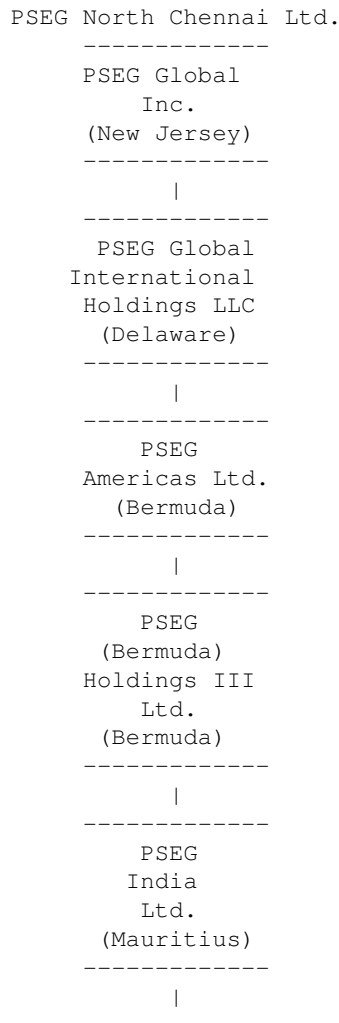 PSEG North Chennai Ltd.
-------------
PSEG Global
Inc.
(New Jersey)
-------------
|
-------------
PSEG Global
International
Holdings LLC
(Delaware)
-------------
|
-------------
PSEG
Americas Ltd.
(Bermuda)
-------------
|
-------------
PSEG
(Bermuda)
Holdings III
Ltd.
(Bermuda)
-------------
|
-------------
PSEG
India
Ltd.
(Mauritius)
-------------
|